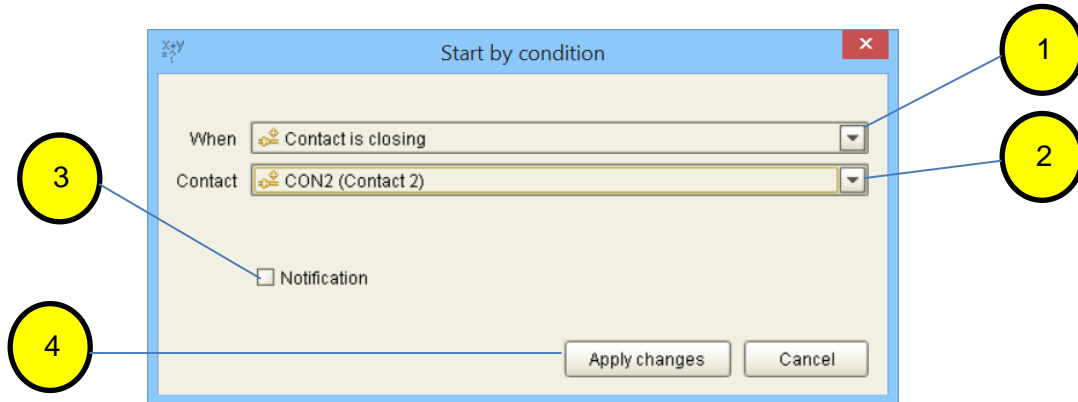 x+y
=?
Start by condition
x
1
When Contact is closing
Contact CON2 (Contact 2)
2
3
Notification
4
Apply changes Cancel